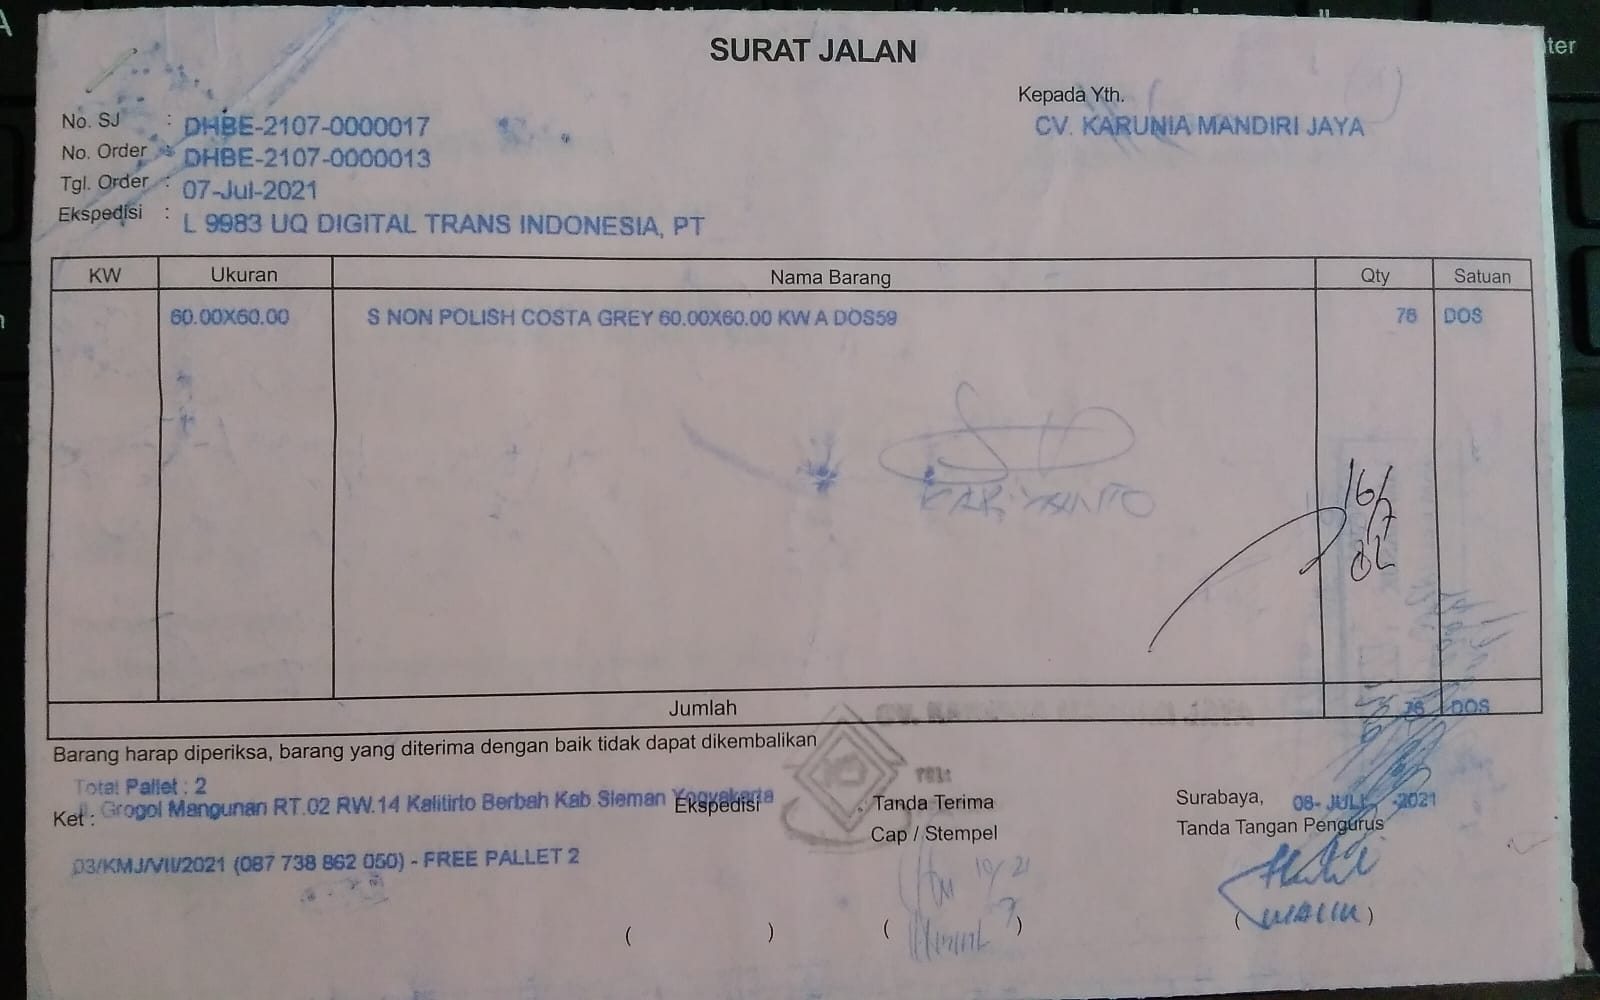 SURAT JALAN
Kepada Yth.
CV. KARUNIA MANDIRI JAYA
No. SJ : DHBE-2107-0000017
No. Order : DHBE-2107-0000013
Tgl. Order : 07-Jul-2021
Ekspedisi : L 9983 UQ DIGITAL TRANS INDONESIA, PT
KW Ukuran Nama Barang Qty Satuan
60.00X60.00 S NON POLISH COSTA GREY 60.00X60.00 KW A DOS59 76 DOS
KARIYANTO
16/7
Jumlah 76 DOS
Barang harap diperiksa, barang yang diterima dengan baik tidak dapat dikembalikan
Total Pallet : 2
Ket : Jl. Grogol Mangunan RT.02 RW.14 Kalitirto Berbah Kab Sleman Yogyakarta
03/KMJ/VII/2021 (087 738 862 050) - FREE PALLET 2
Ekspedisi
( )
TEL:
Tanda Terima
Cap / Stempel
( )
Surabaya, 08- JULI -2021
Tanda Tangan Pengurus
( )